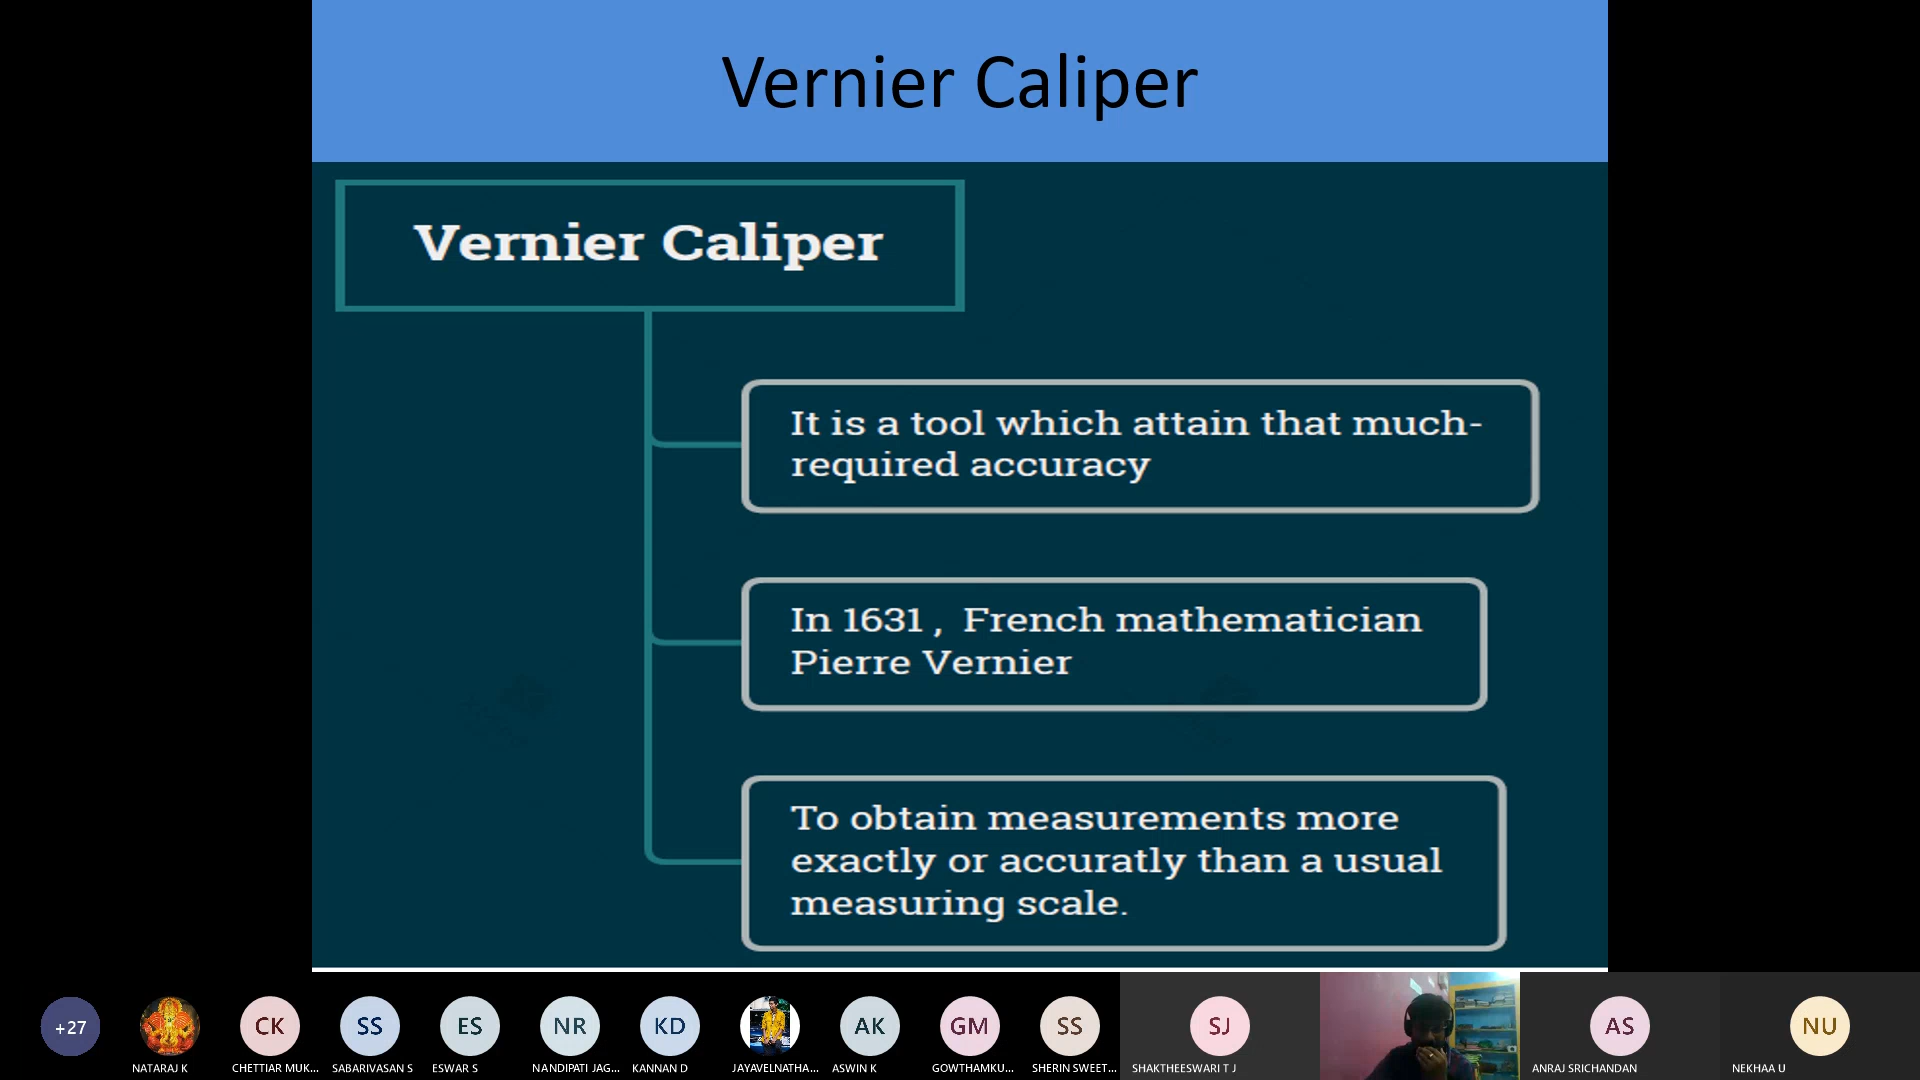 Vernier Caliper
Vernier Caliper
It is a tool which attain that much-
required accuracy
In 1631 , French mathematician
Pierre Vernier
To obtain measurements more
exactly or accuratly than a usual
measuring scale.
+27
CK
SS
ES
NR
KD
AK
GM
SS
SJ
AS
NU
NATARAJ K
CHETTIAR MUK...
SABARIVASAN S
ESWAR S
NANDIPATI JAG...
KANNAN D
JAYAVELNATHA...
ASWIN K
GOWTHAMKU...
SHERIN SWEET...
SHAKTHEESWARI T J
ANRAJ SRICHANDAN
NEKHAA U